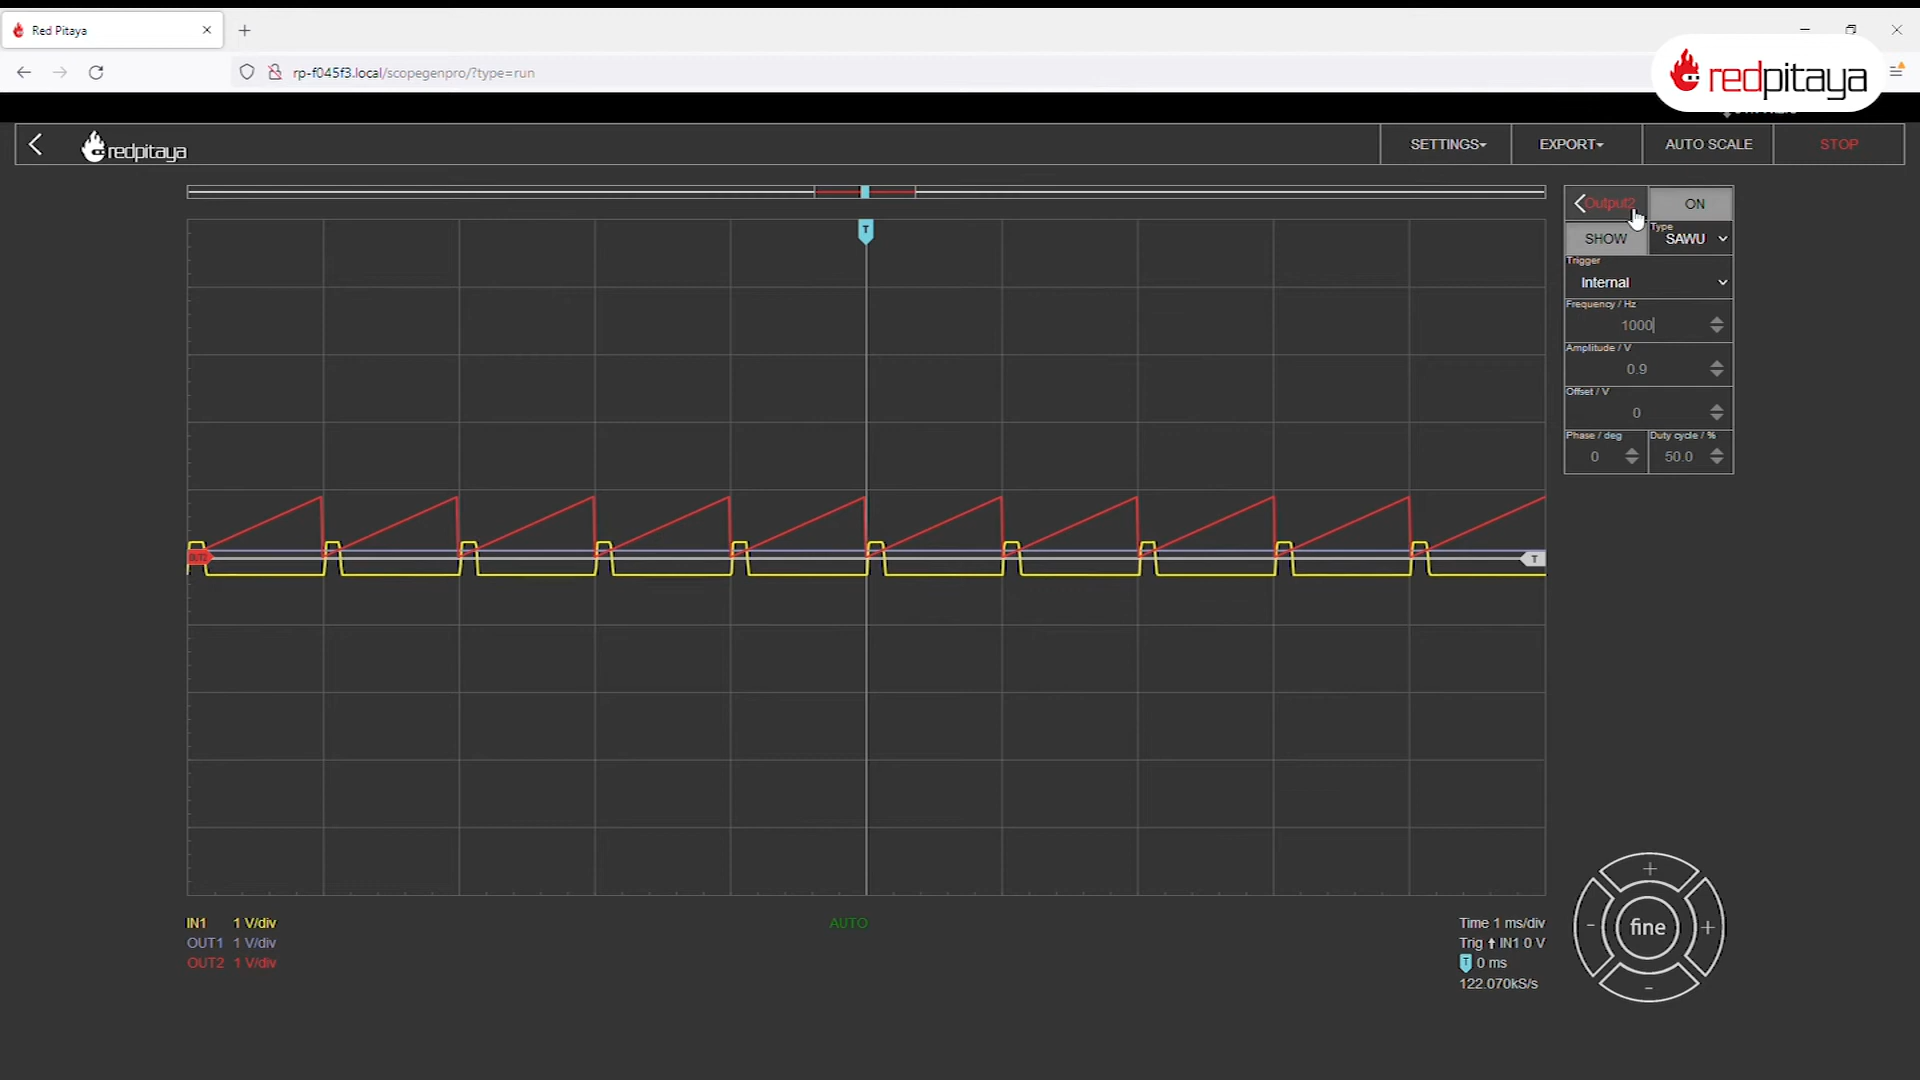 Red Pitaya
rp-f045f3.local/scopegenpro/?type=run
redpitaya
redpitaya
SETTINGS
EXPORT
AUTO SCALE
STOP
T
Output2
ON
SHOW
Type
SAWU
Trigger
Internal
Frequency / Hz
1000
Amplitude / V
0.9
Offset / V
0
Phase / deg
0
Duty cycle / %
50.0
OUT2
T
IN1 1 V/div
OUT1 1 V/div
OUT2 1 V/div
AUTO
Time 1 ms/div
Trig IN1 0 V
T 0 ms
122.070kS/s
+
- fine +
-